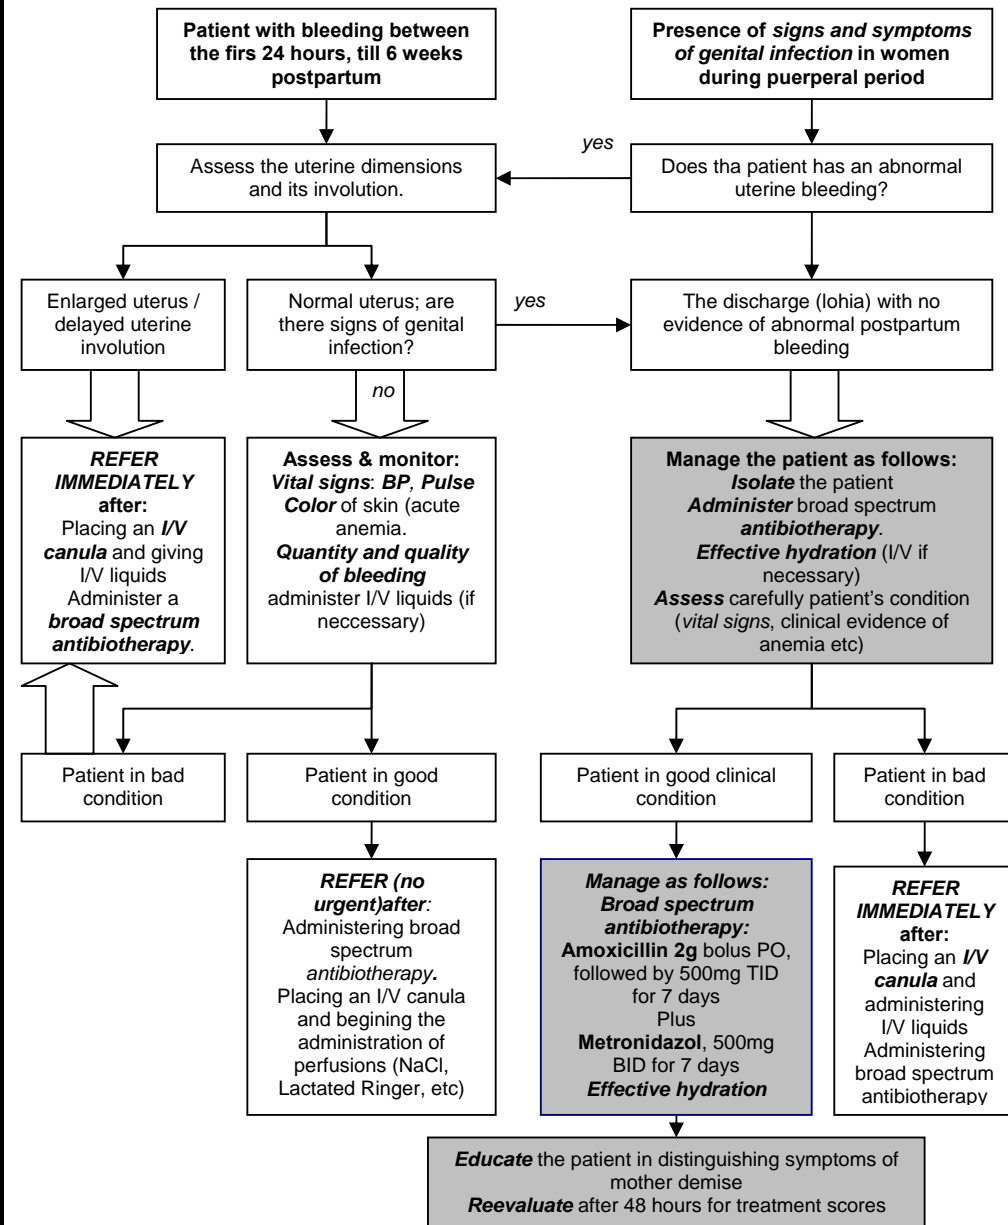 Patient with bleeding between
the firs 24 hours, till 6 weeks
postpartum
Presence of signs and symptoms
of genital infection in women
during puerperal period
Assess the uterine dimensions
and its involution.
yes
Does tha patient has an abnormal
uterine bleeding?
Enlarged uterus /
delayed uterine
involution
Normal uterus; are
there signs of genital
infection?
yes
The discharge (lohia) with no
evidence of abnormal postpartum
bleeding
no
REFER
IMMEDIATELY
after:
Placing an I/V
canula and giving
I/V liquids
Administer a
broad spectrum
antibiotherapy.
Assess & monitor:
Vital signs: BP, Pulse
Color of skin (acute
anemia.
Quantity and quality
of bleeding
administer I/V liquids (if
neccessary)
Manage the patient as follows:
Isolate the patient
Administer broad spectrum
antibiotherapy.
Effective hydration (I/V if
necessary)
Assess carefully patient's condition
(vital signs, clinical evidence of
anemia etc)
Patient in bad
condition
Patient in good
condition
Patient in good clinical
condition
Patient in bad
condition
REFER (no
urgent)after:
Administering broad
spectrum
antibiotherapy.
Placing an I/V canula
and begining the
administration of
perfusions (NaCl,
Lactated Ringer, etc)
Manage as follows:
Broad spectrum
antibiotherapy:
Amoxicillin 2g bolus PO,
followed by 500mg TID
for 7 days
Plus
Metronidazol, 500mg
BID for 7 days
Effective hydration
REFER
IMMEDIATELY
after:
Placing an I/V
canula and
administering
I/V liquids
Administering
broad spectrum
antibiotherapy
Educate the patient in distinguishing symptoms of
mother demise
Reevaluate after 48 hours for treatment scores